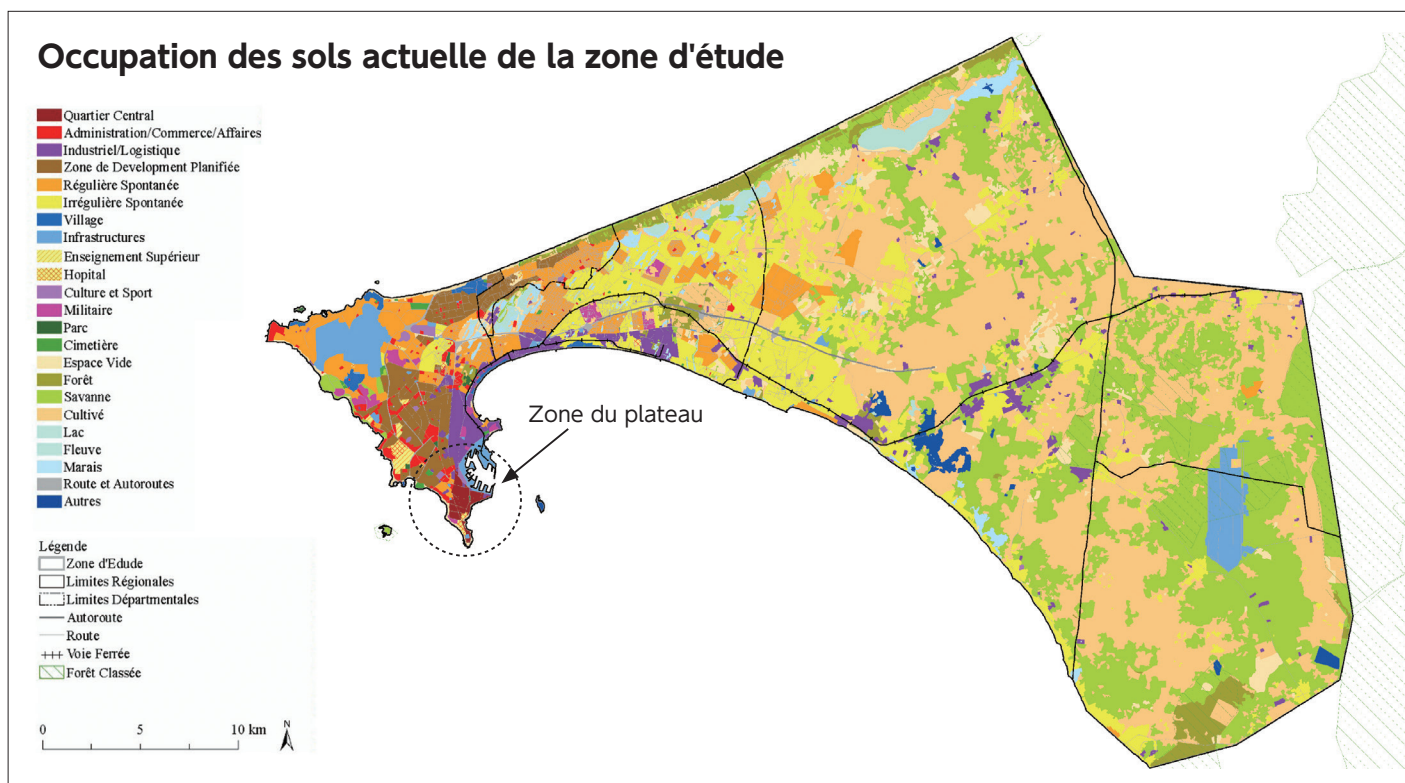 Occupation des sols actuelle de la zone d'étude
Quartier Central
Administration/Commerce/Affaires
Industriel/Logistique
Zone de Development Planifiée
Régulière Spontanée
Irrégulière Spontanée
Village
Infrastructures
Enseignement Supérieur
Hopital
Culture et Sport
Militaire
Parc
Cimetière
Espace Vide
Forêt
Savanne
Cultivé
Lac
Fleuve
Marais
Route et Autoroutes
Autres
Légende
Zone d'Edude
Limites Régionales
Limites Départmentales
Autoroute
Route
Voie Ferrée
Forêt Classée
0 5 10 km
N
Zone du plateau